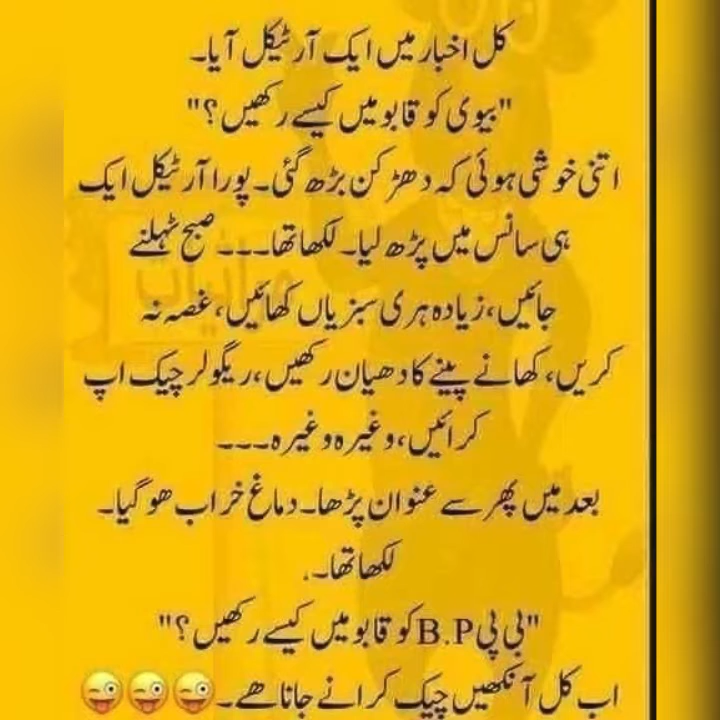 کل اخبار میں ایک آرٹیکل آیا۔
"بیوی کو قابو میں کیسے رکھیں؟"
اتنی خوشی ہوئی کہ دھڑکن بڑھ گئی۔ پورا آرٹیکل ایک
ہی سانس میں پڑھ لیا۔ لکھا تھا۔۔۔ صبح ٹہلنے
جائیں، زیادہ ہری سبزیاں کھائیں، غصہ نہ
کریں، کھانے پینے کا دھیان رکھیں، ریگولر چیک اپ
کرائیں، وغیرہ وغیرہ۔۔۔
بعد میں پھر سے عنوان پڑھا۔ دماغ خراب ھو گیا۔
لکھا تھا۔
"بی پی B.P کو قابو میں کیسے رکھیں؟"
اب کل آنکھیں چیک کرانے جانا ھے۔ 😜😜😜